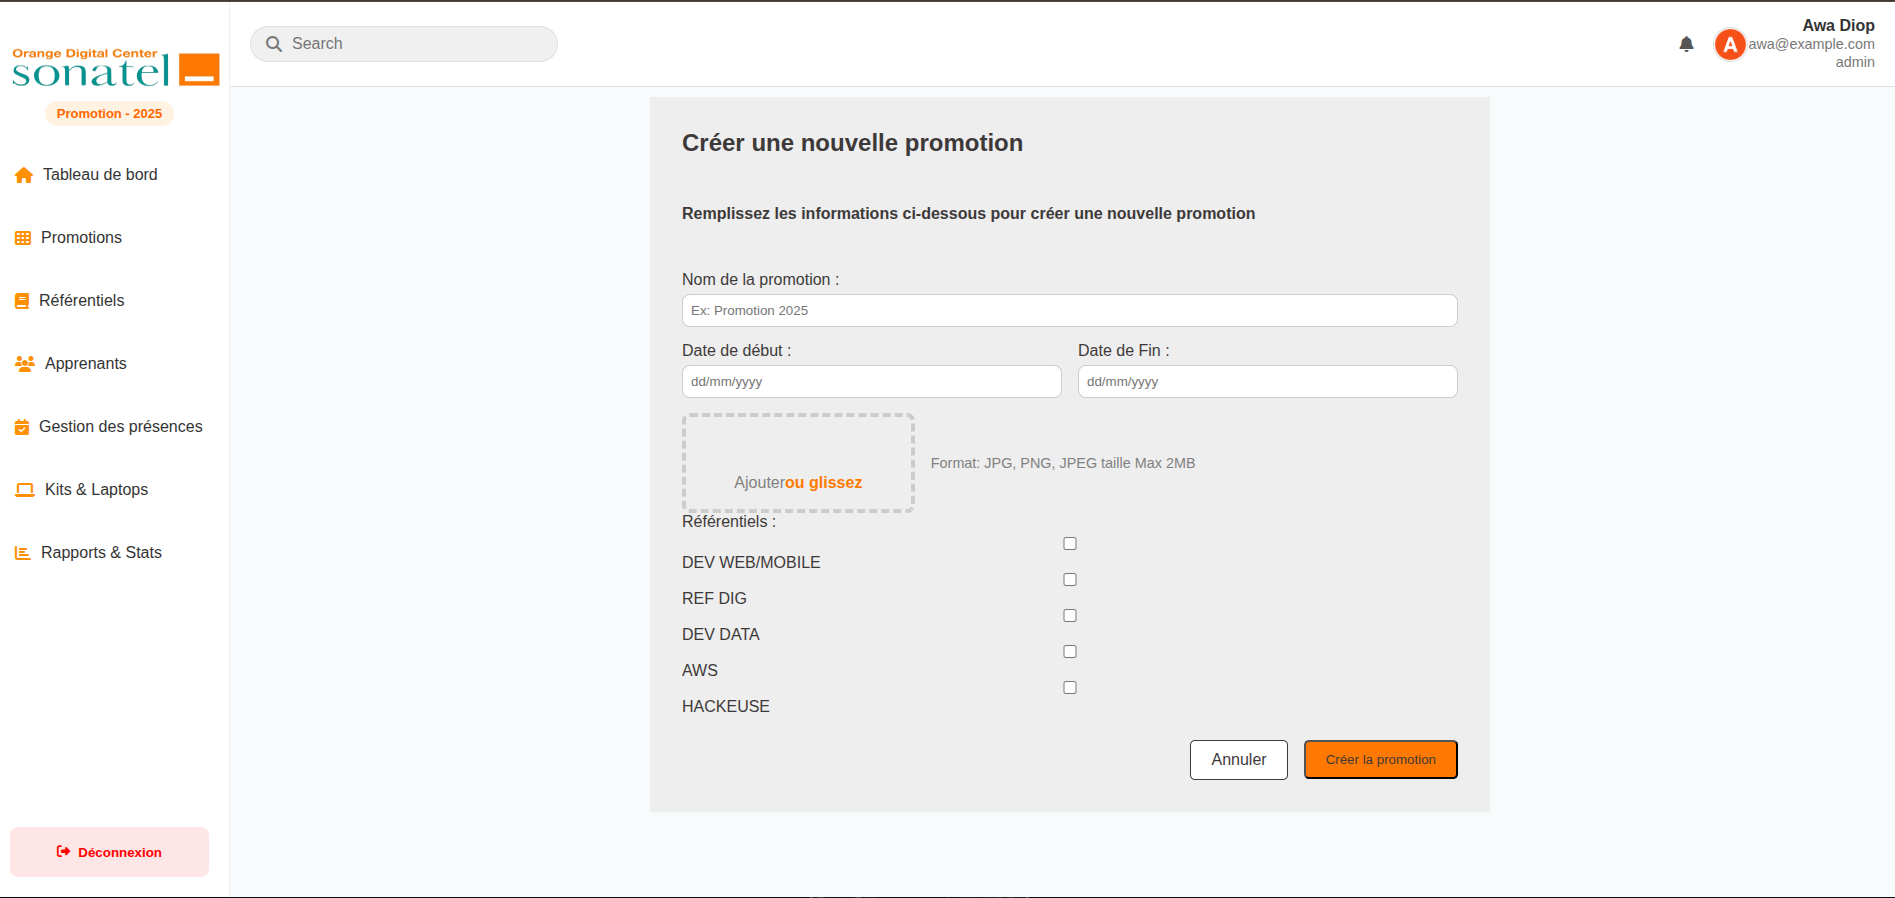 Orange Digital Center
sonatel
Promotion - 2025
Tableau de bord
Promotions
Référentiels
Apprenants
Gestion des présences
Kits & Laptops
Rapports & Stats
Déconnexion
Search
A
Awa Diop
awa@example.com
admin
Créer une nouvelle promotion
Remplissez les informations ci-dessous pour créer une nouvelle promotion
Nom de la promotion :
Ex: Promotion 2025
Date de début :
Date de Fin :
dd/mm/yyyy
dd/mm/yyyy
Ajouterou glissez
Format: JPG, PNG, JPEG taille Max 2MB
Référentiels :
DEV WEB/MOBILE
REF DIG
DEV DATA
AWS
HACKEUSE
Annuler
Créer la promotion